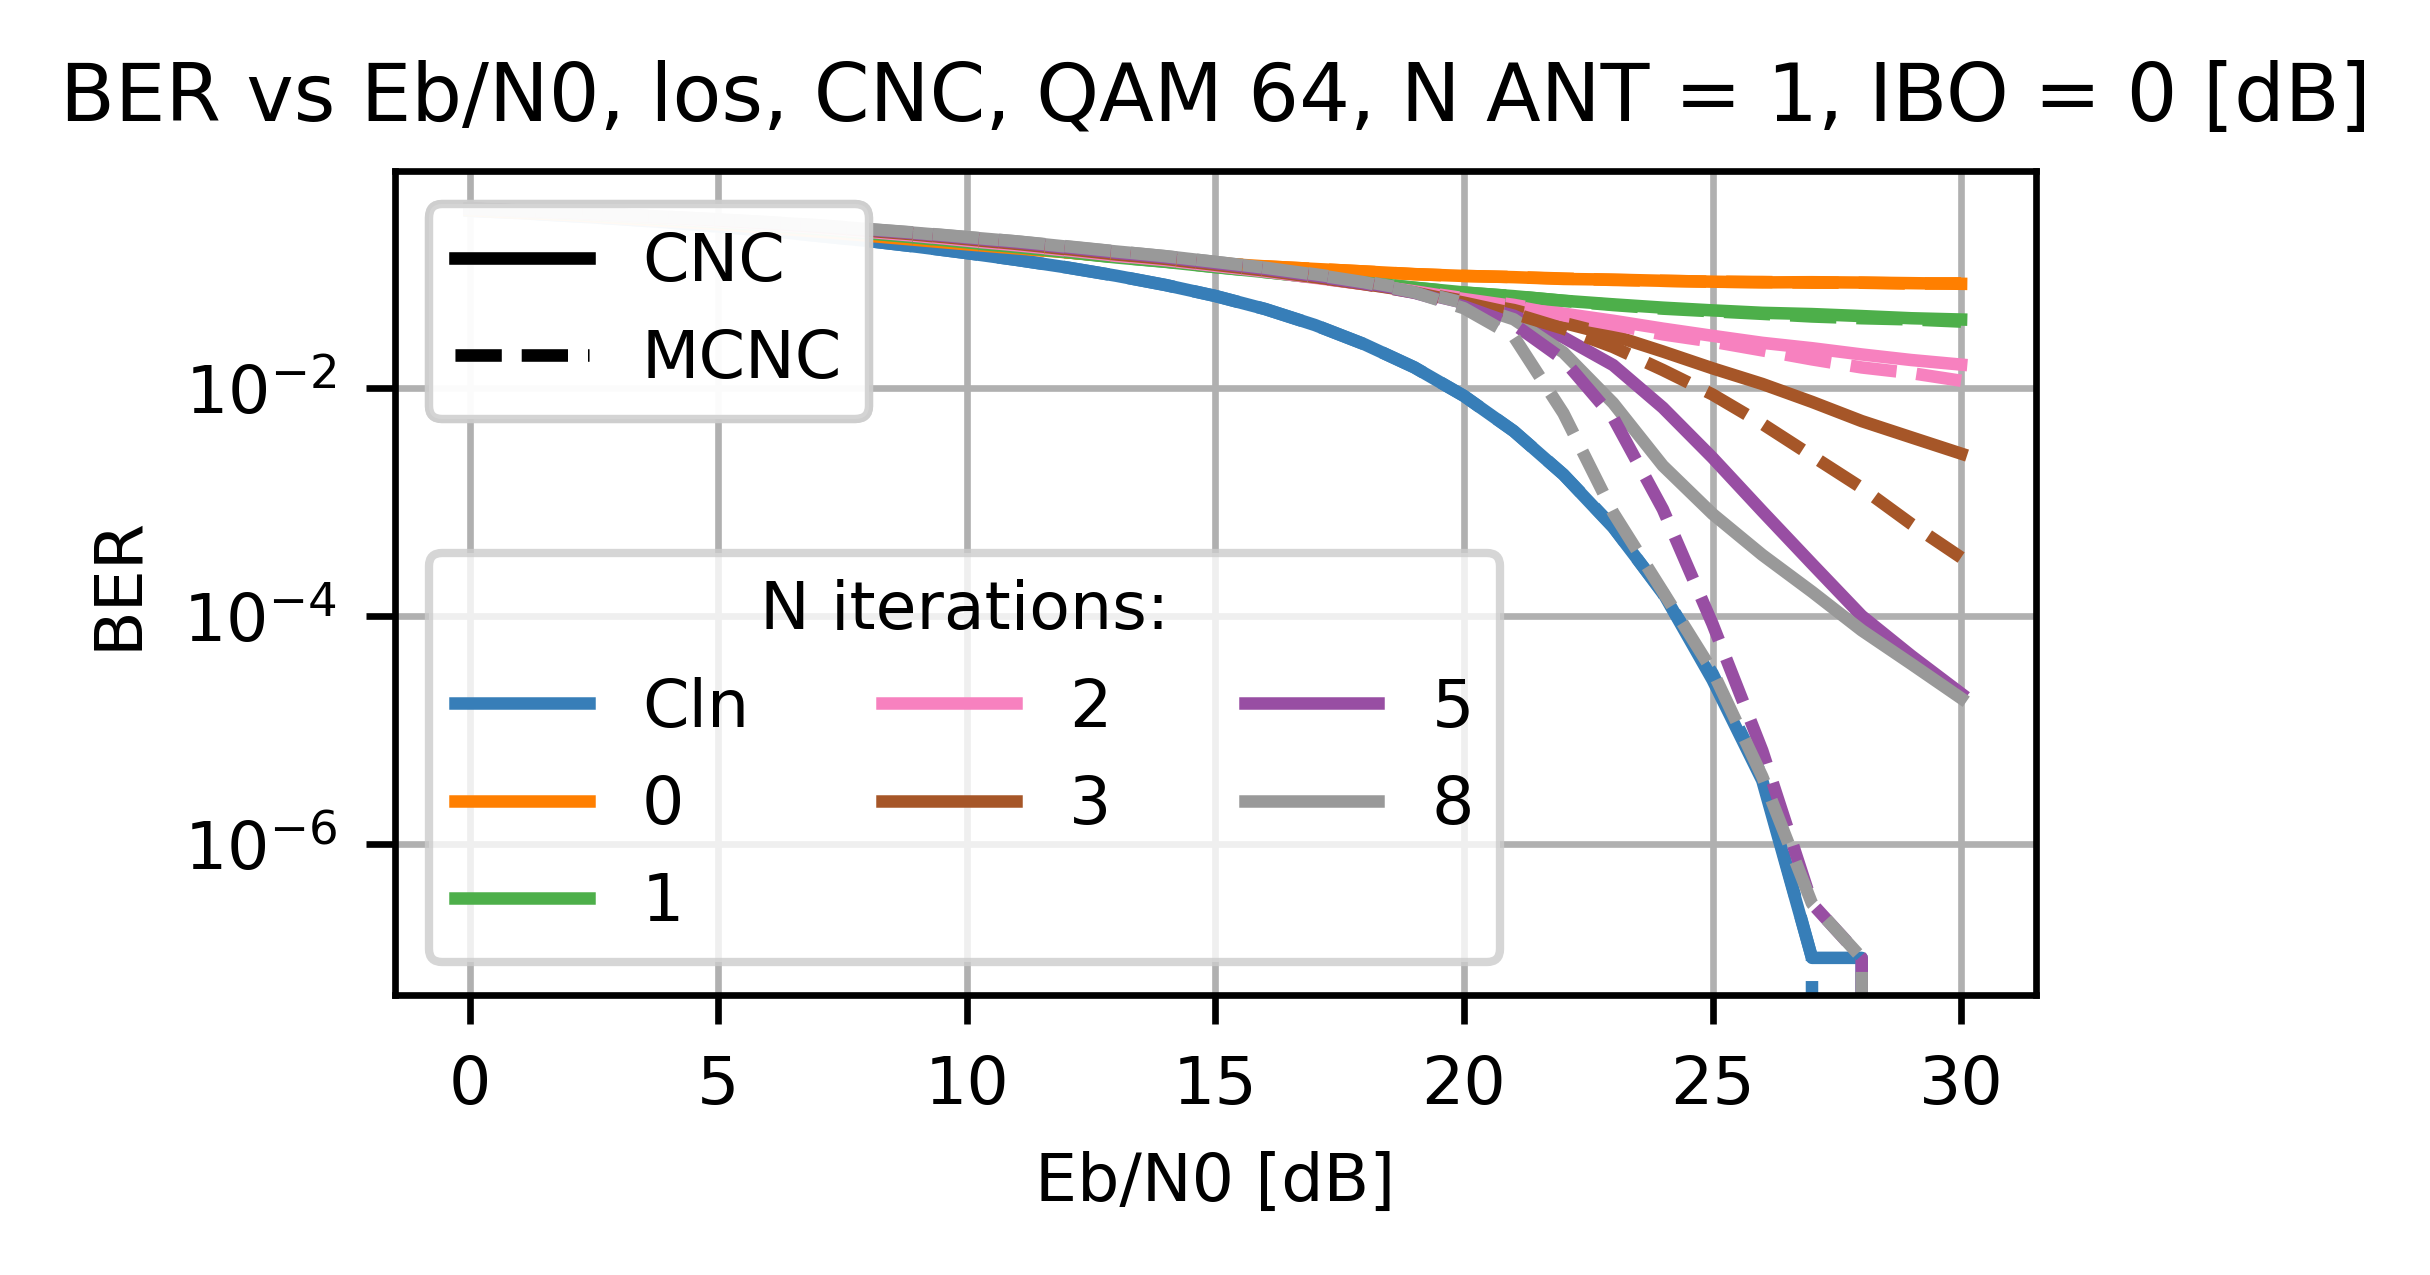 BER vs Eb/N0, los, CNC, QAM 64, N ANT = 1, IBO = 0 [dB]
CNC
MCNC
10⁻²
10⁻⁴
10⁻⁶
BER
N iterations:
Cln 2 5
0 3 8
1
0 5 10 15 20 25 30
Eb/N0 [dB]